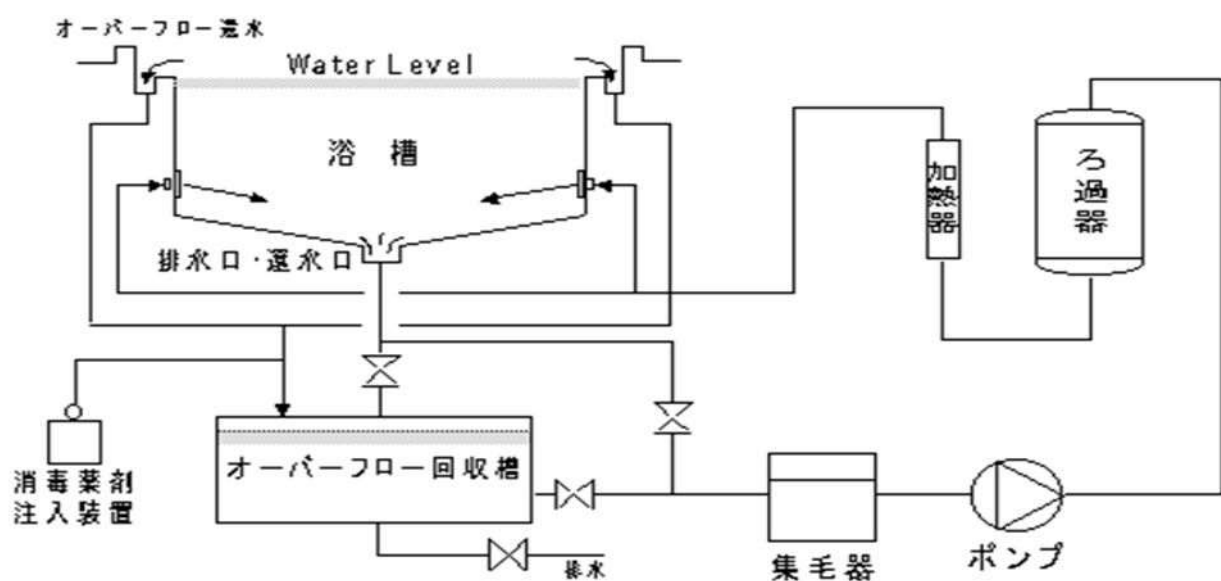 オーバーフロー還水
Water Level
浴槽
加熱器
ろ過器
排水口・還水口
オーバーフロー回収槽
消毒薬剤
注入装置
排水
集毛器
ポンプ